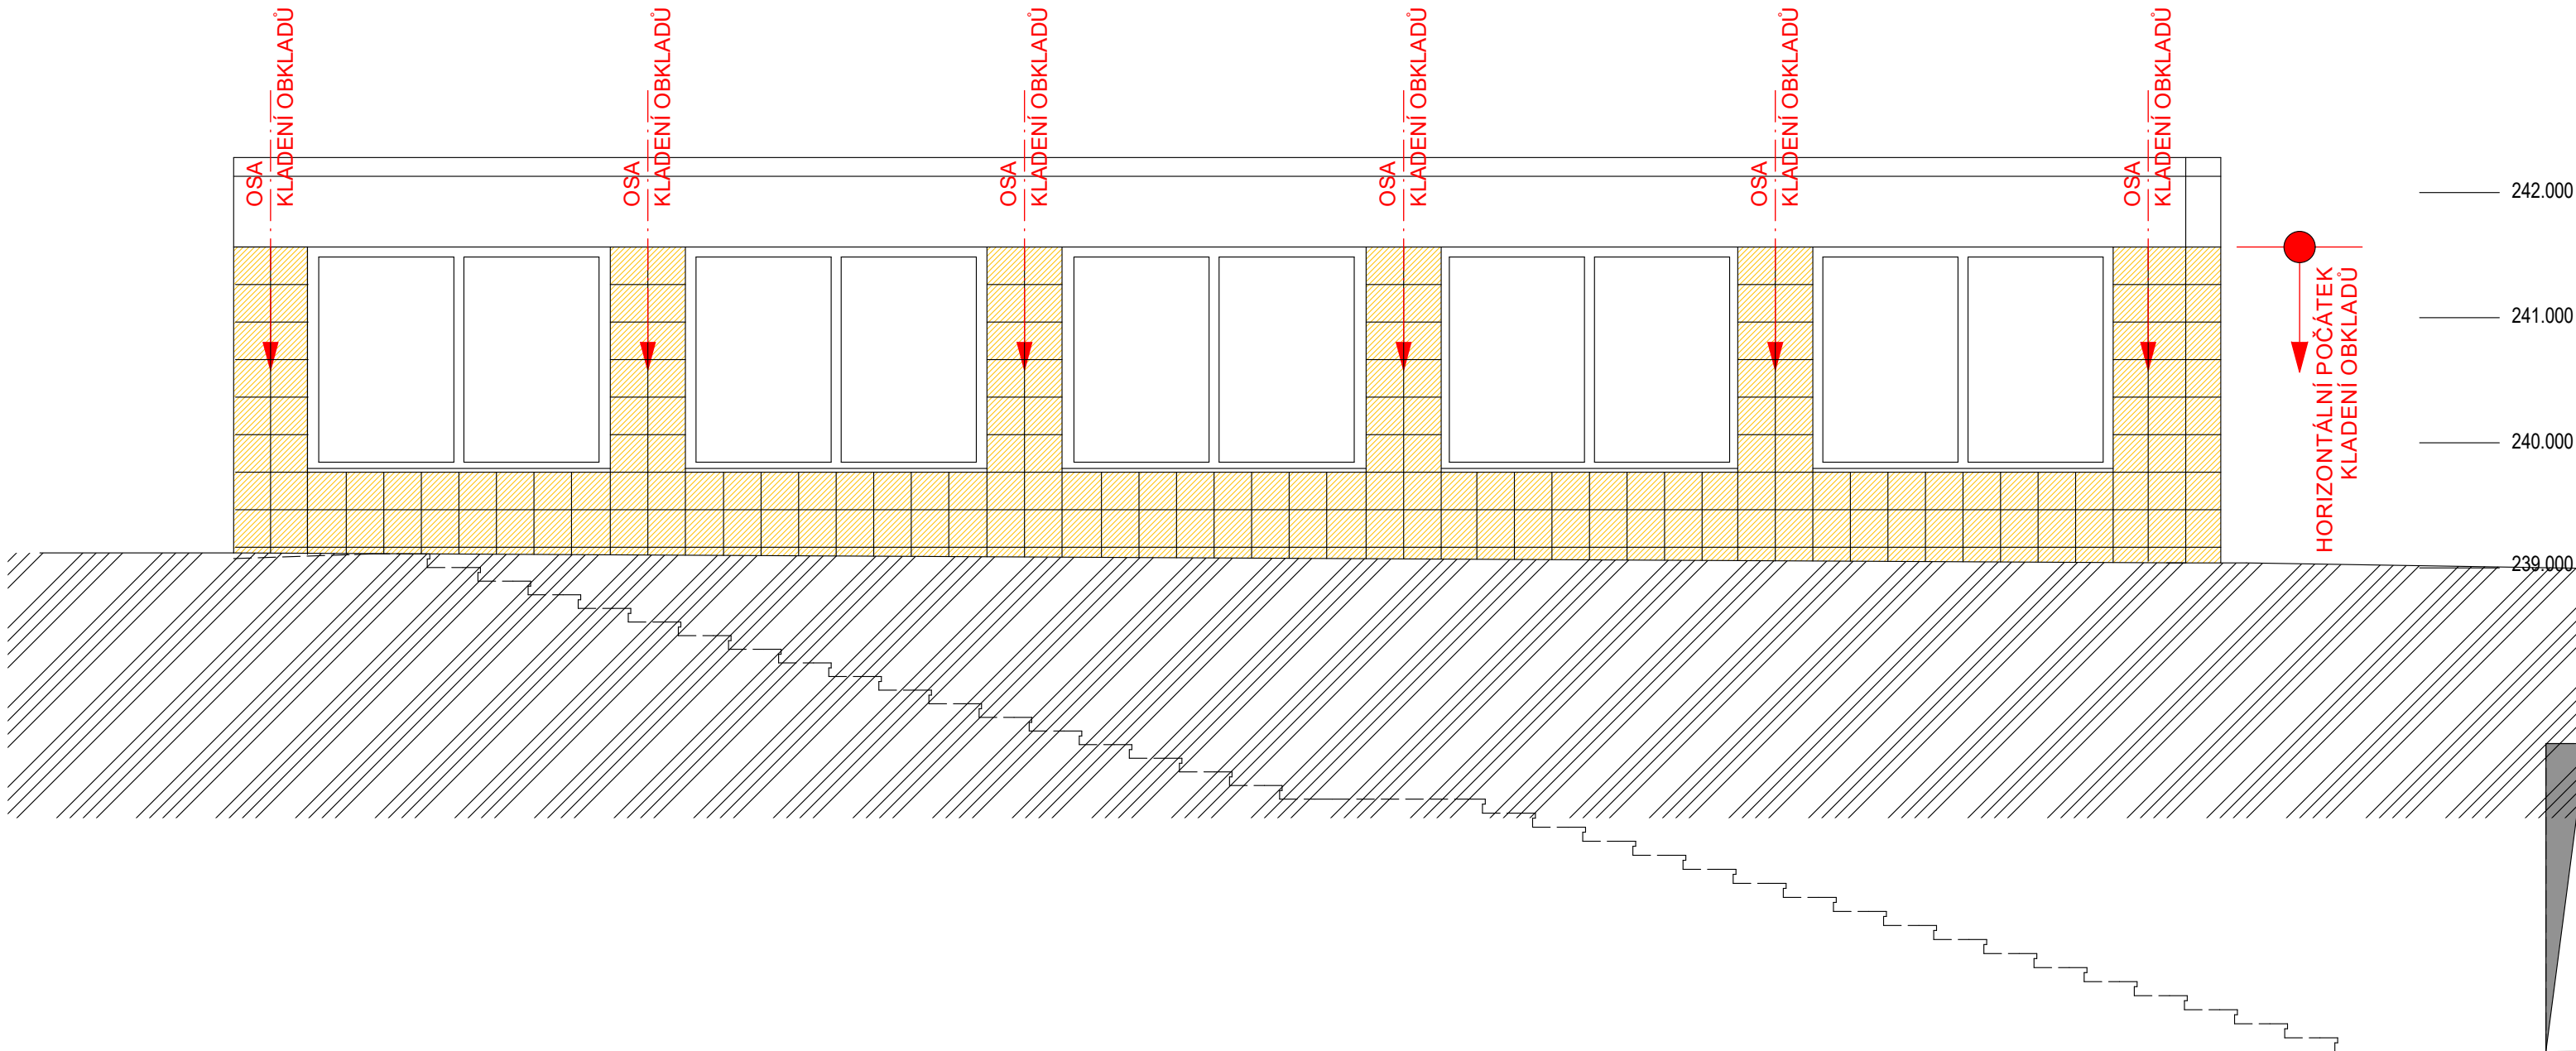 OSA
KLADENÍ OBKLADŮ
OSA
KLADENÍ OBKLADŮ
OSA
KLADENÍ OBKLADŮ
OSA
KLADENÍ OBKLADŮ
OSA
KLADENÍ OBKLADŮ
OSA
KLADENÍ OBKLADŮ
242.000
241.000
240.000
239.000
HORIZONTÁLNÍ POČÁTEK
KLADENÍ OBKLADŮ